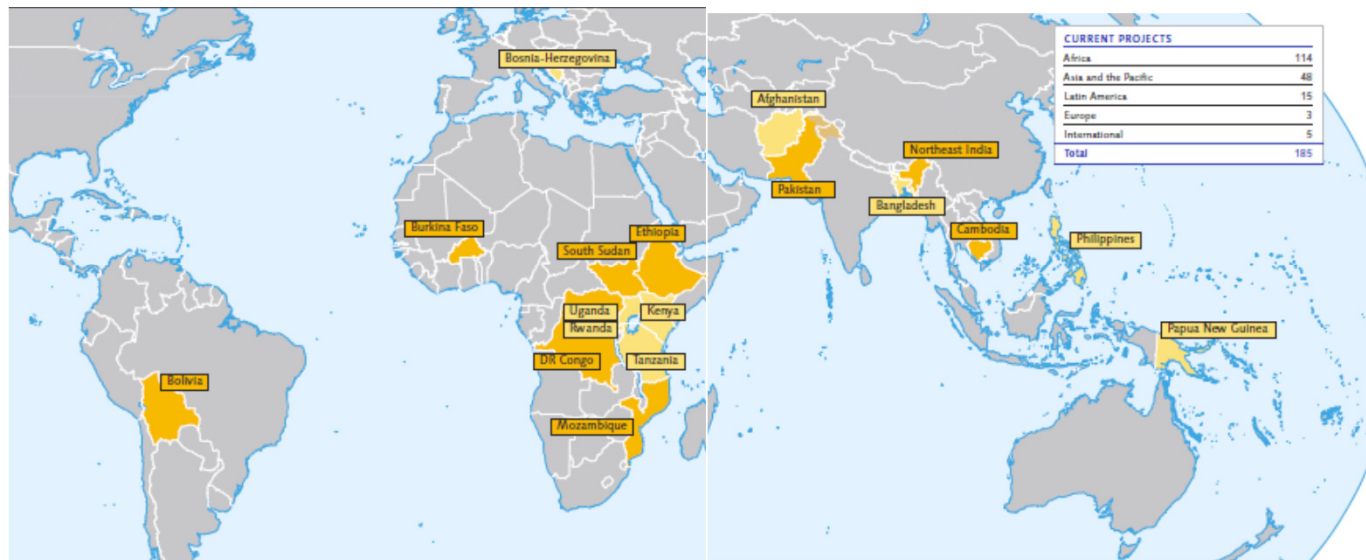 Bosnia-Herzegovina
Burkina Faso
Ethiopia
South Sudan
Uganda
Kenya
Rwanda
DR Congo
Tanzania
Bolivia
Mozambique
Afghanistan
Northeast India
Pakistan
Bangladesh
Cambodia
Philippines
Papua New Guinea
CURRENT PROJECTS
Africa 114
Asia and the Pacific 48
Latin America 15
Europe 3
International 5
Total 185